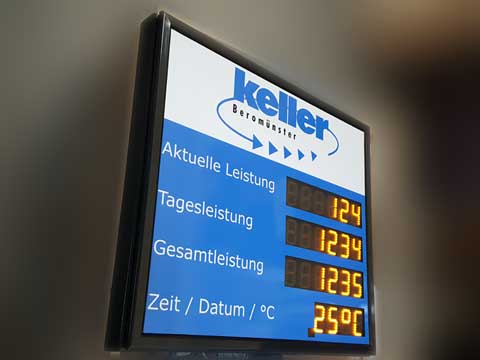 keller
Beromünster
Aktuelle Leistung 124
Tagesleistung 1234
Gesamtleistung 1235
Zeit / Datum / °C 25°C